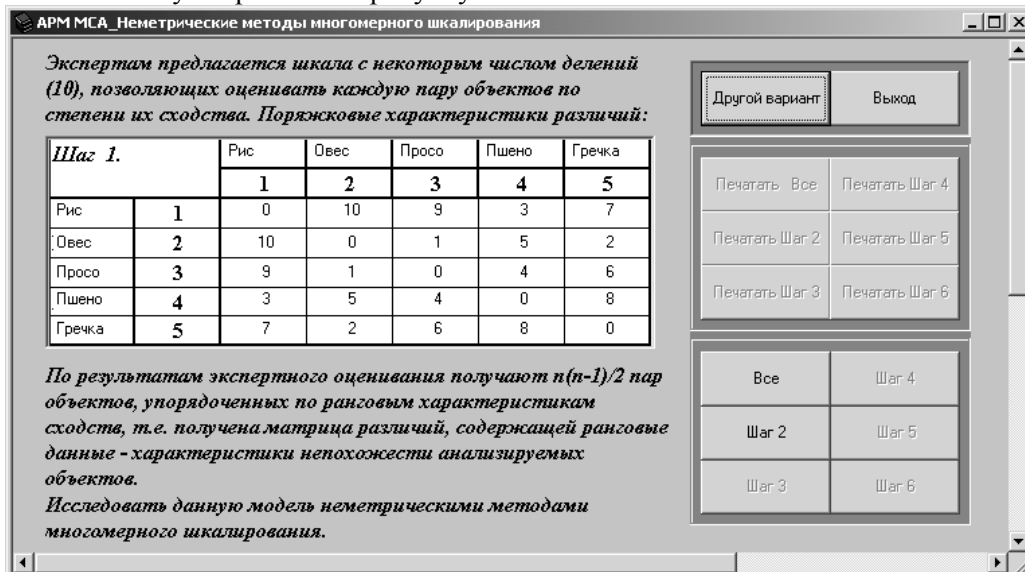 АРМ МСА_Неметрические методы многомерного шкалирования
Экспертам предлагается шкала с некоторым числом делений
(10), позволяющих оценивать каждую пару объектов по
степени их сходства. Поряжковые характеристики различий:
Шаг 1. Рис Овес Просо Пшено Гречка
1 2 3 4 5
Рис 1 0 10 9 3 7
Овес 2 10 0 1 5 2
Просо 3 9 1 0 4 6
Пшено 4 3 5 4 0 8
Гречка 5 7 2 6 8 0
По результатам экспертного оценивания получают n(n-1)/2 пар
объектов, упорядоченных по ранговым характеристикам
сходств, т.е. получена матрица различий, содержащей ранговые
данные - характеристики непохожести анализируемых
объектов.
Исследовать данную модель неметрическими методами
многомерного шкалирования.
Другой вариант Выход
Печатать Все Печатать Шаг 4
Печатать Шаг 2 Печатать Шаг 5
Печатать Шаг 3 Печатать Шаг 6
Все Шаг 4
Шаг 2 Шаг 5
Шаг 3 Шаг 6